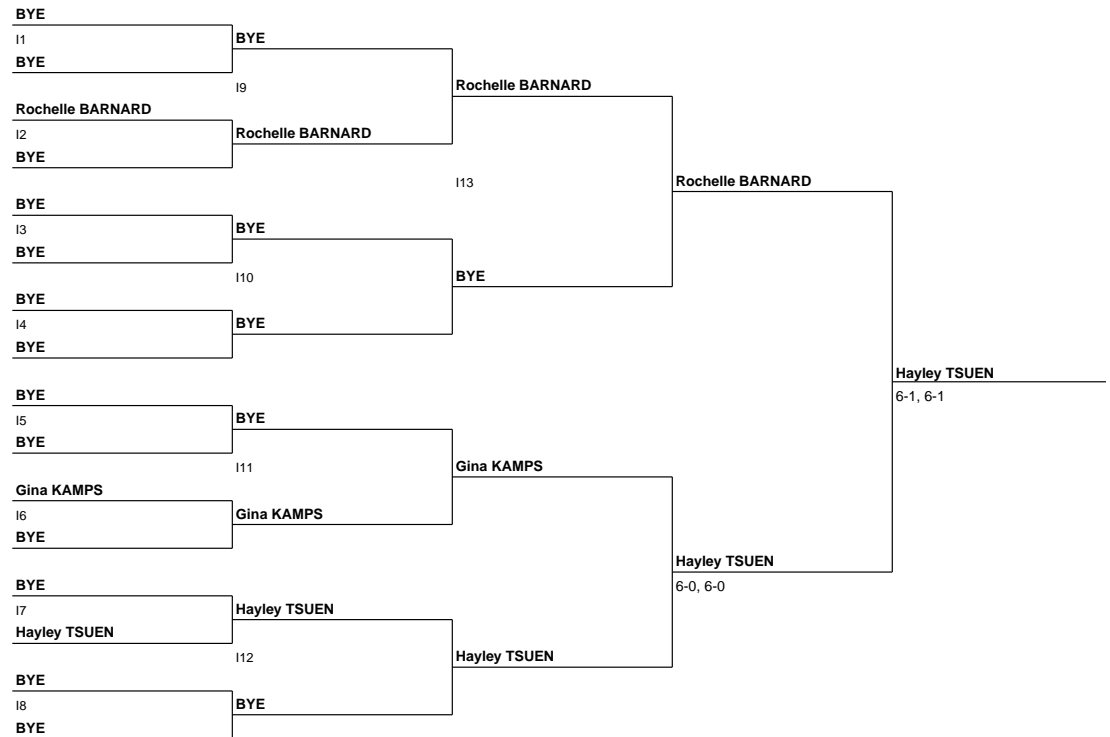 BYE
I1
BYE
BYE
I9
Rochelle BARNARD
Rochelle BARNARD
I2
Rochelle BARNARD
BYE
I13
Rochelle BARNARD
BYE
I3
BYE
BYE
I10
BYE
BYE
I4
BYE
BYE
Hayley TSUEN
6-1, 6-1
BYE
I5
BYE
BYE
I11
Gina KAMPS
Gina KAMPS
I6
Gina KAMPS
BYE
Hayley TSUEN
6-0, 6-0
BYE
I7
Hayley TSUEN
Hayley TSUEN
I12
Hayley TSUEN
BYE
I8
BYE
BYE